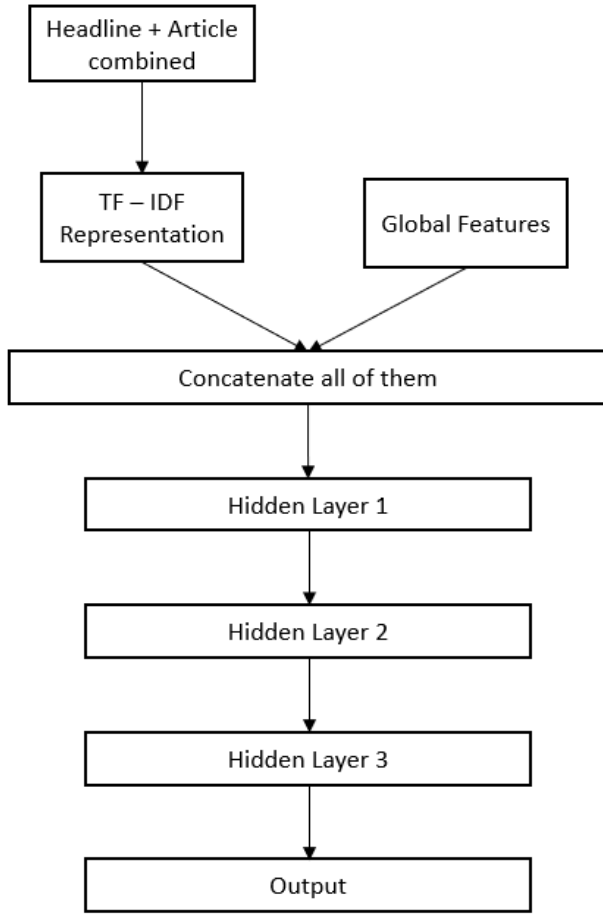 Headline + Article
combined
TF – IDF
Representation
Global Features
Concatenate all of them
Hidden Layer 1
Hidden Layer 2
Hidden Layer 3
Output